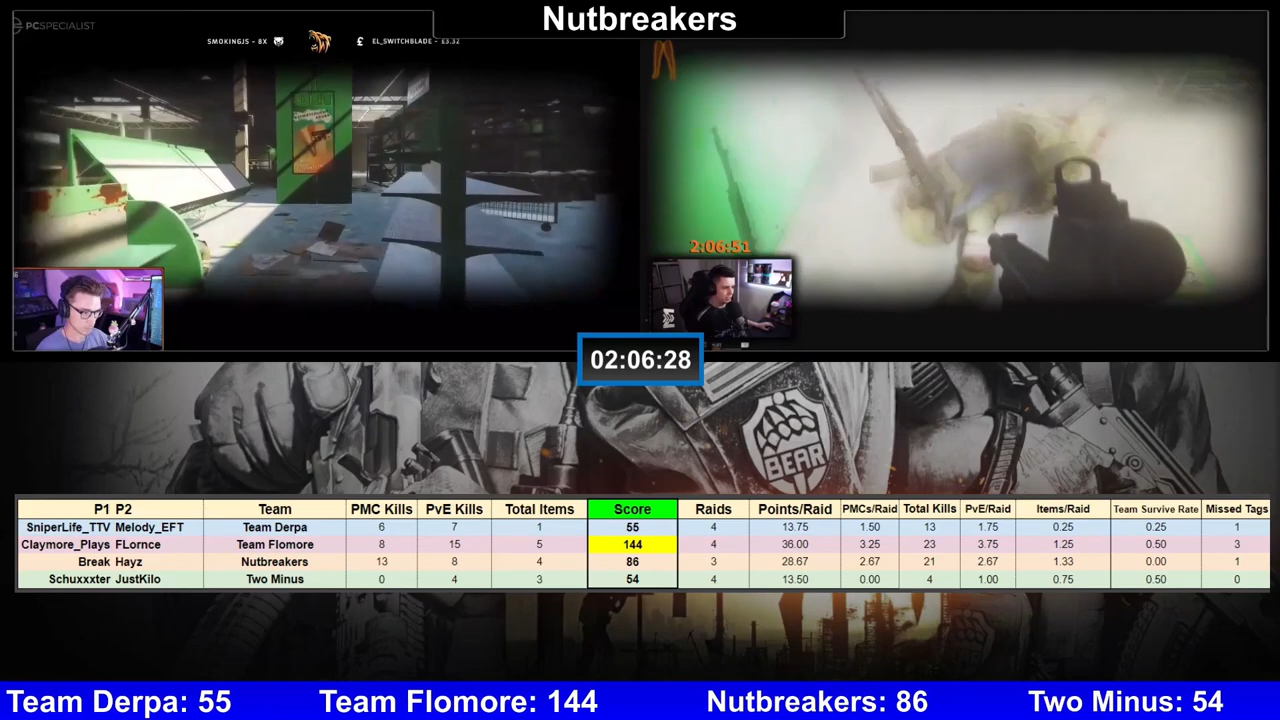 Nutbreakers
PCSPECIALIST
SMOKINGJS - 8X
£ EL_SWITCHBLADE - £3.32
2:06:51
02:06:28
BEAR
P1 P2 Team PMC Kills PvE Kills Total Items Score Raids Points/Raid PMCs/Raid Total Kills PvE/Raid Items/Raid Team Survive Rate Missed Tags
SniperLife_TTV Melody_EFT Team Derpa 6 7 1 55 4 13.75 1.50 13 1.75 0.25 0.25 1
Claymore_Plays FLornce Team Flomore 8 15 5 144 4 36.00 3.25 23 3.75 1.25 0.50 3
Break Hayz Nutbreakers 13 8 4 86 3 28.67 2.67 21 2.67 1.33 0.00 1
Schuxxxter JustKilo Two Minus 0 4 3 54 4 13.50 0.00 4 1.00 0.75 0.50 0
Team Derpa: 55 Team Flomore: 144 Nutbreakers: 86 Two Minus: 54